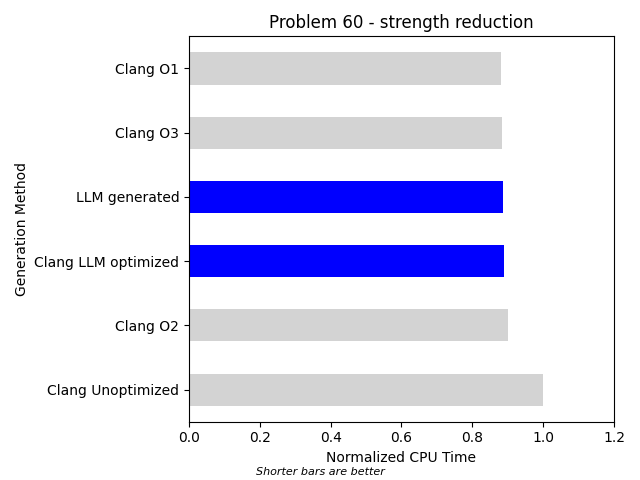 Problem 60 - strength reduction
Clang O1
Clang O3
LLM generated
Clang LLM optimized
Clang O2
Clang Unoptimized
Generation Method
0.0 0.2 0.4 0.6 0.8 1.0 1.2
Normalized CPU Time
Shorter bars are better